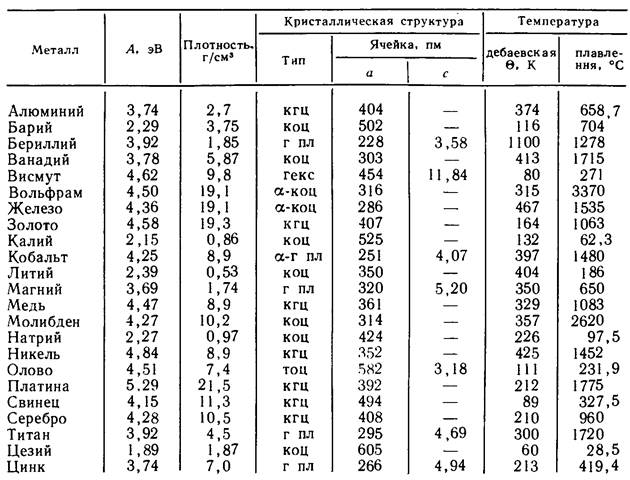 Металл A, эВ Плотность, г/см³ Кристаллическая структура Температура
Тип Ячейка, пм дебаевская Θ, К плавления, °С
a c
Алюминий 3,74 2,7 кгц 404 — 374 658,7
Барий 2,29 3,75 коц 502 — 116 704
Бериллий 3,92 1,85 г пл 228 3,58 1100 1278
Ванадий 3,78 5,87 коц 303 — 413 1715
Висмут 4,62 9,8 гекс 454 11,84 80 271
Вольфрам 4,50 19,1 α-коц 316 — 315 3370
Железо 4,36 19,1 α-коц 286 — 467 1535
Золото 4,58 19,3 кгц 407 — 164 1063
Калий 2,15 0,86 коц 525 — 132 62,3
Кобальт 4,25 8,9 α-г пл 251 4,07 397 1480
Литий 2,39 0,53 коц 350 — 404 186
Магний 3,69 1,74 г пл 320 5,20 350 650
Медь 4,47 8,9 кгц 361 — 329 1083
Молибден 4,27 10,2 коц 314 — 357 2620
Натрий 2,27 0,97 коц 424 — 226 97,5
Никель 4,84 8,9 кгц 352 — 425 1452
Олово 4,51 7,4 тоц 582 3,18 111 231,9
Платина 5.29 21,5 кгц 392 — 212 1775
Свинец 4,15 11,3 кгц 494 — 89 327,5
Серебро 4,28 10,5 кгц 408 — 210 960
Титан 3,92 4,5 г пл 295 4,69 300 1720
Цезий 1,89 1,87 коц 605 — 60 28,5
Цинк 3,74 7,0 г пл 266 4,94 213 419,4